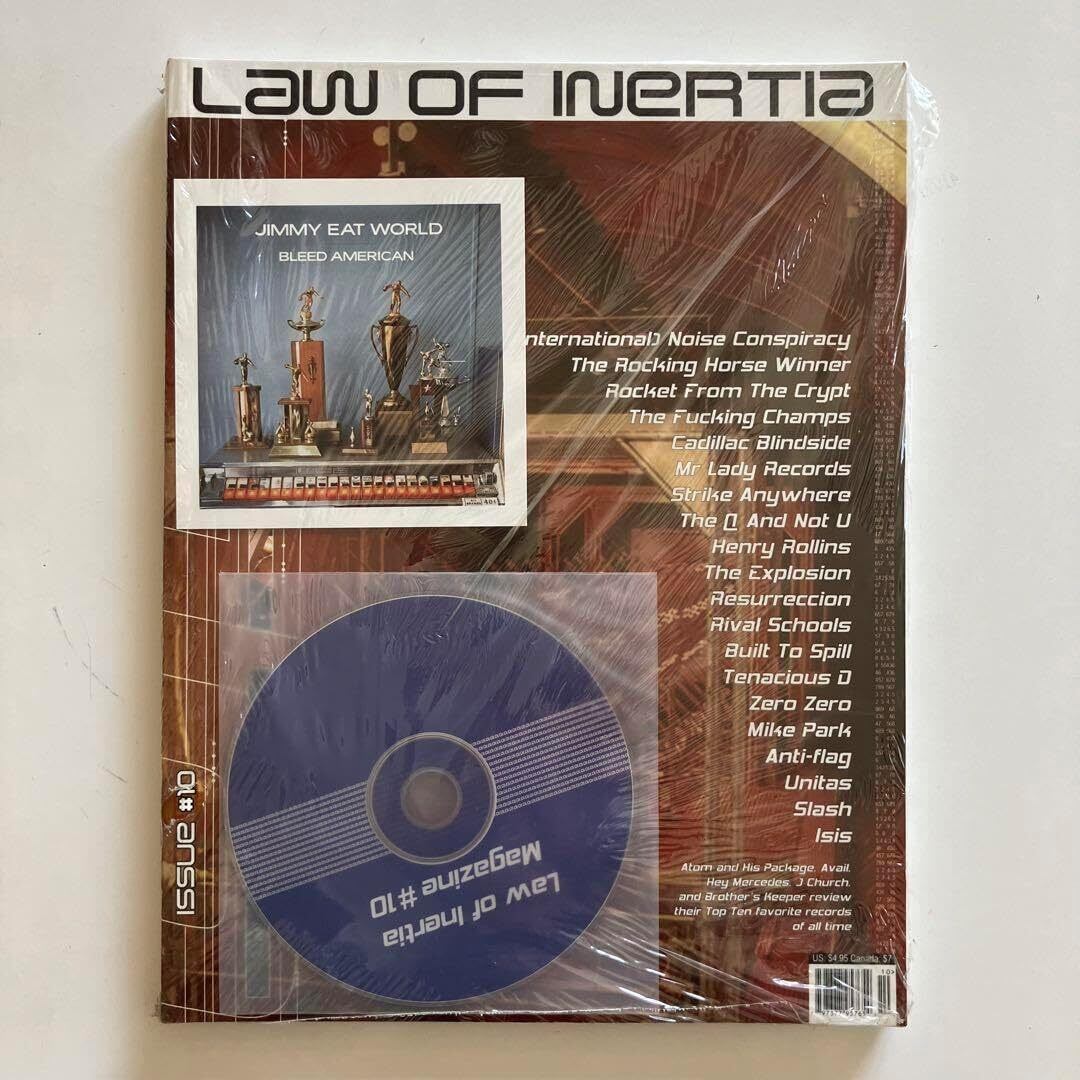 Law OF INERTIA
JIMMY EAT WORLD
BLEED AMERICAN
nternational) Noise Conspiracy
The Rocking Horse Winner
Rocket From The Crypt
The Fucking Champs
Cadillac Blindside
Mr Lady Records
Strike Anywhere
The Q And Not U
Henry Rollins
The Explosion
Resurreccion
Rival Schools
Built To Spill
Tenacious D
Zero Zero
Mike Park
Anti-flag
Unitas
Slash
Isis
Atom and His Package, Avail,
Hey Mercedes, J Church,
and Brother's Keeper review
their Top Ten favorite records
of all time
ISSUE #10
Law of Inertia
Magazine #10
US: $4.95 Canada: $7
10>